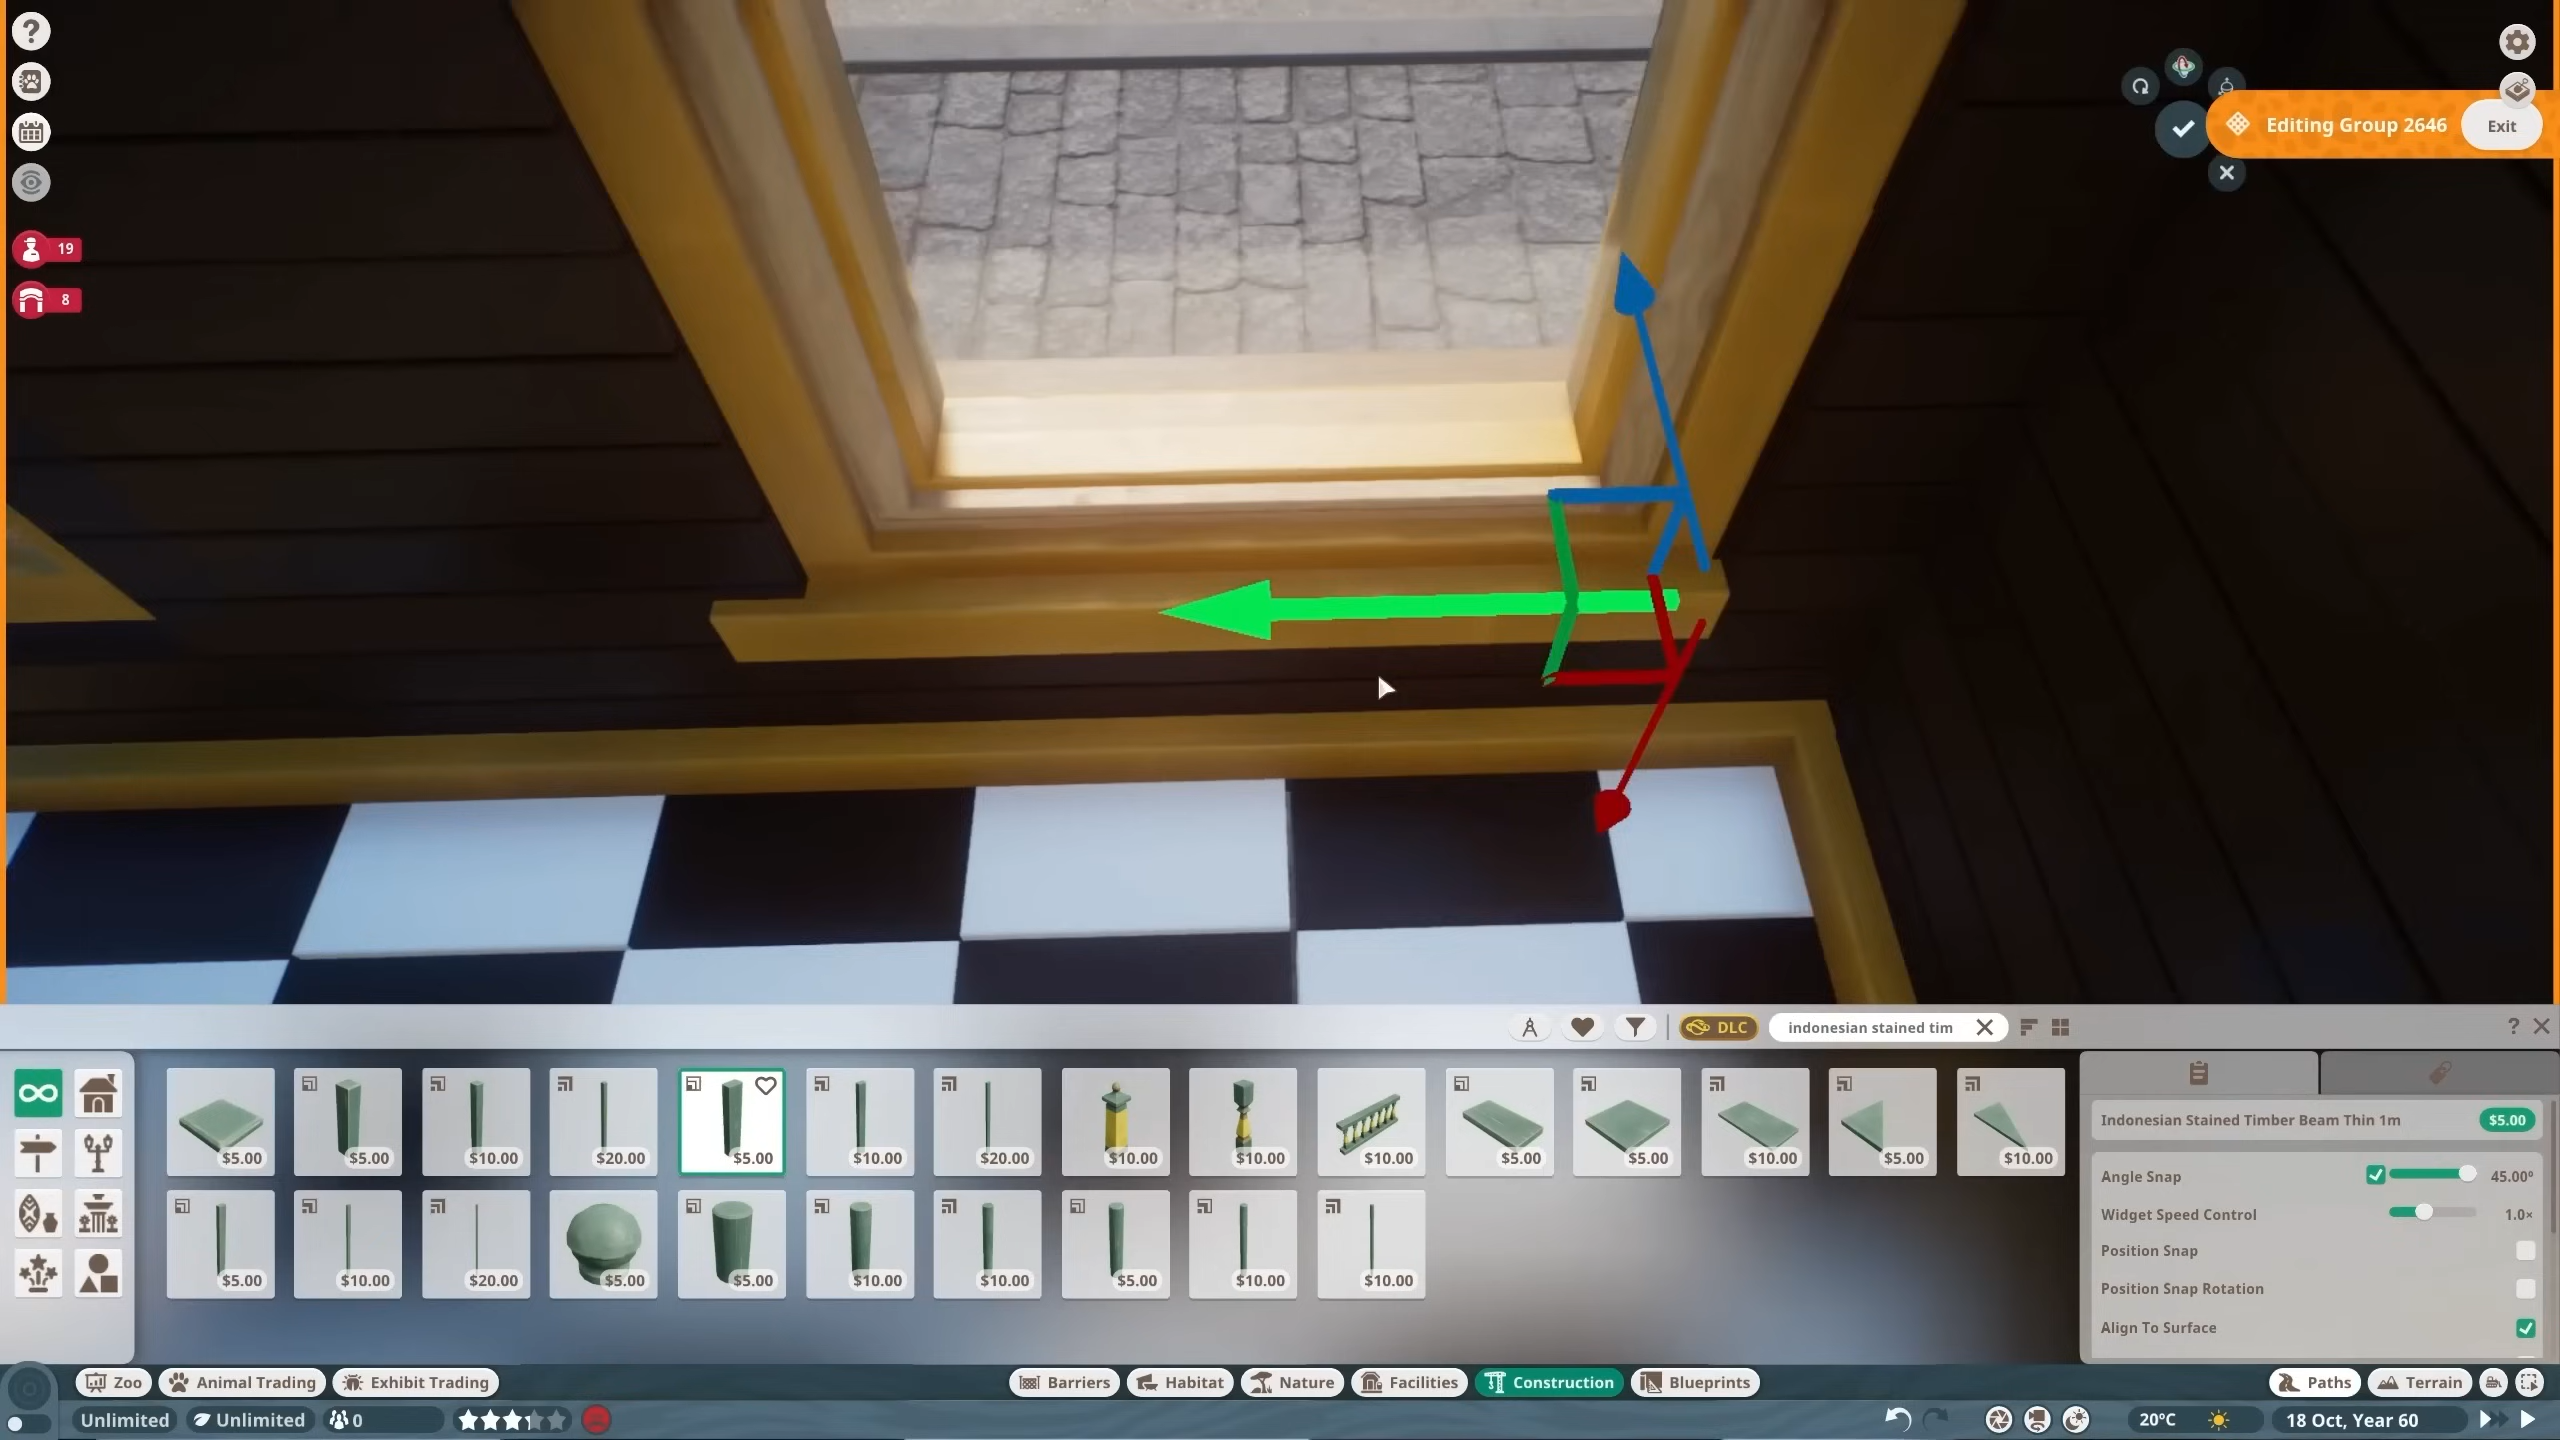 ?
Editing Group 2646
Exit
19
8
DLC
indonesian stained tim
?
$5.00
$5.00
$10.00
$20.00
$5.00
$10.00
$20.00
$10.00
$10.00
$10.00
$5.00
$5.00
$10.00
$5.00
$10.00
$5.00
$10.00
$20.00
$5.00
$5.00
$10.00
$10.00
$5.00
$10.00
$10.00
Indonesian Stained Timber Beam Thin 1m
$5.00
Angle Snap
45.00°
Widget Speed Control
1.0×
Position Snap
Position Snap Rotation
Align To Surface
Zoo
Animal Trading
Exhibit Trading
Barriers
Habitat
Nature
Facilities
Construction
Blueprints
Paths
Terrain
Unlimited
Unlimited
0
20°C
18 Oct, Year 60